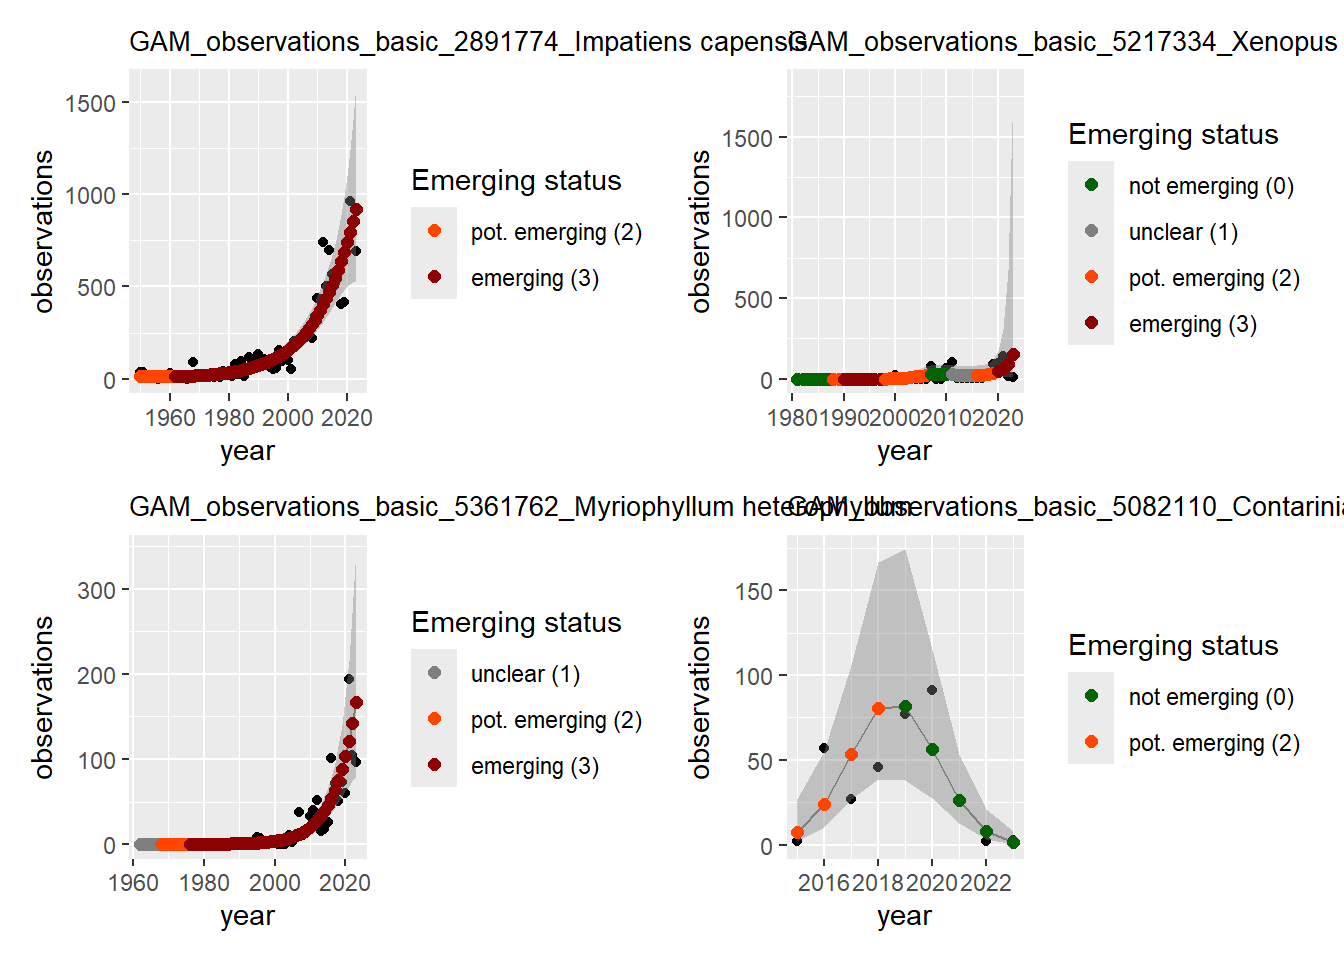 GAM_observations_basic_2891774_Impatiens capensis
1500
1000
500
0
observations
1960 1980 2000 2020
year
Emerging status
pot. emerging (2)
emerging (3)
GAM_observations_basic_5217334_Xenopus
1500
1000
500
0
observations
1980 1990 2000 2010 2020
year
Emerging status
not emerging (0)
unclear (1)
pot. emerging (2)
emerging (3)
GAM_observations_basic_5361762_Myriophyllum heterophyllum
300
200
100
0
observations
1960 1980 2000 2020
year
Emerging status
unclear (1)
pot. emerging (2)
emerging (3)
GAM_observations_basic_5082110_Contarinia
150
100
50
0
observations
2016 2018 2020 2022
year
Emerging status
not emerging (0)
pot. emerging (2)